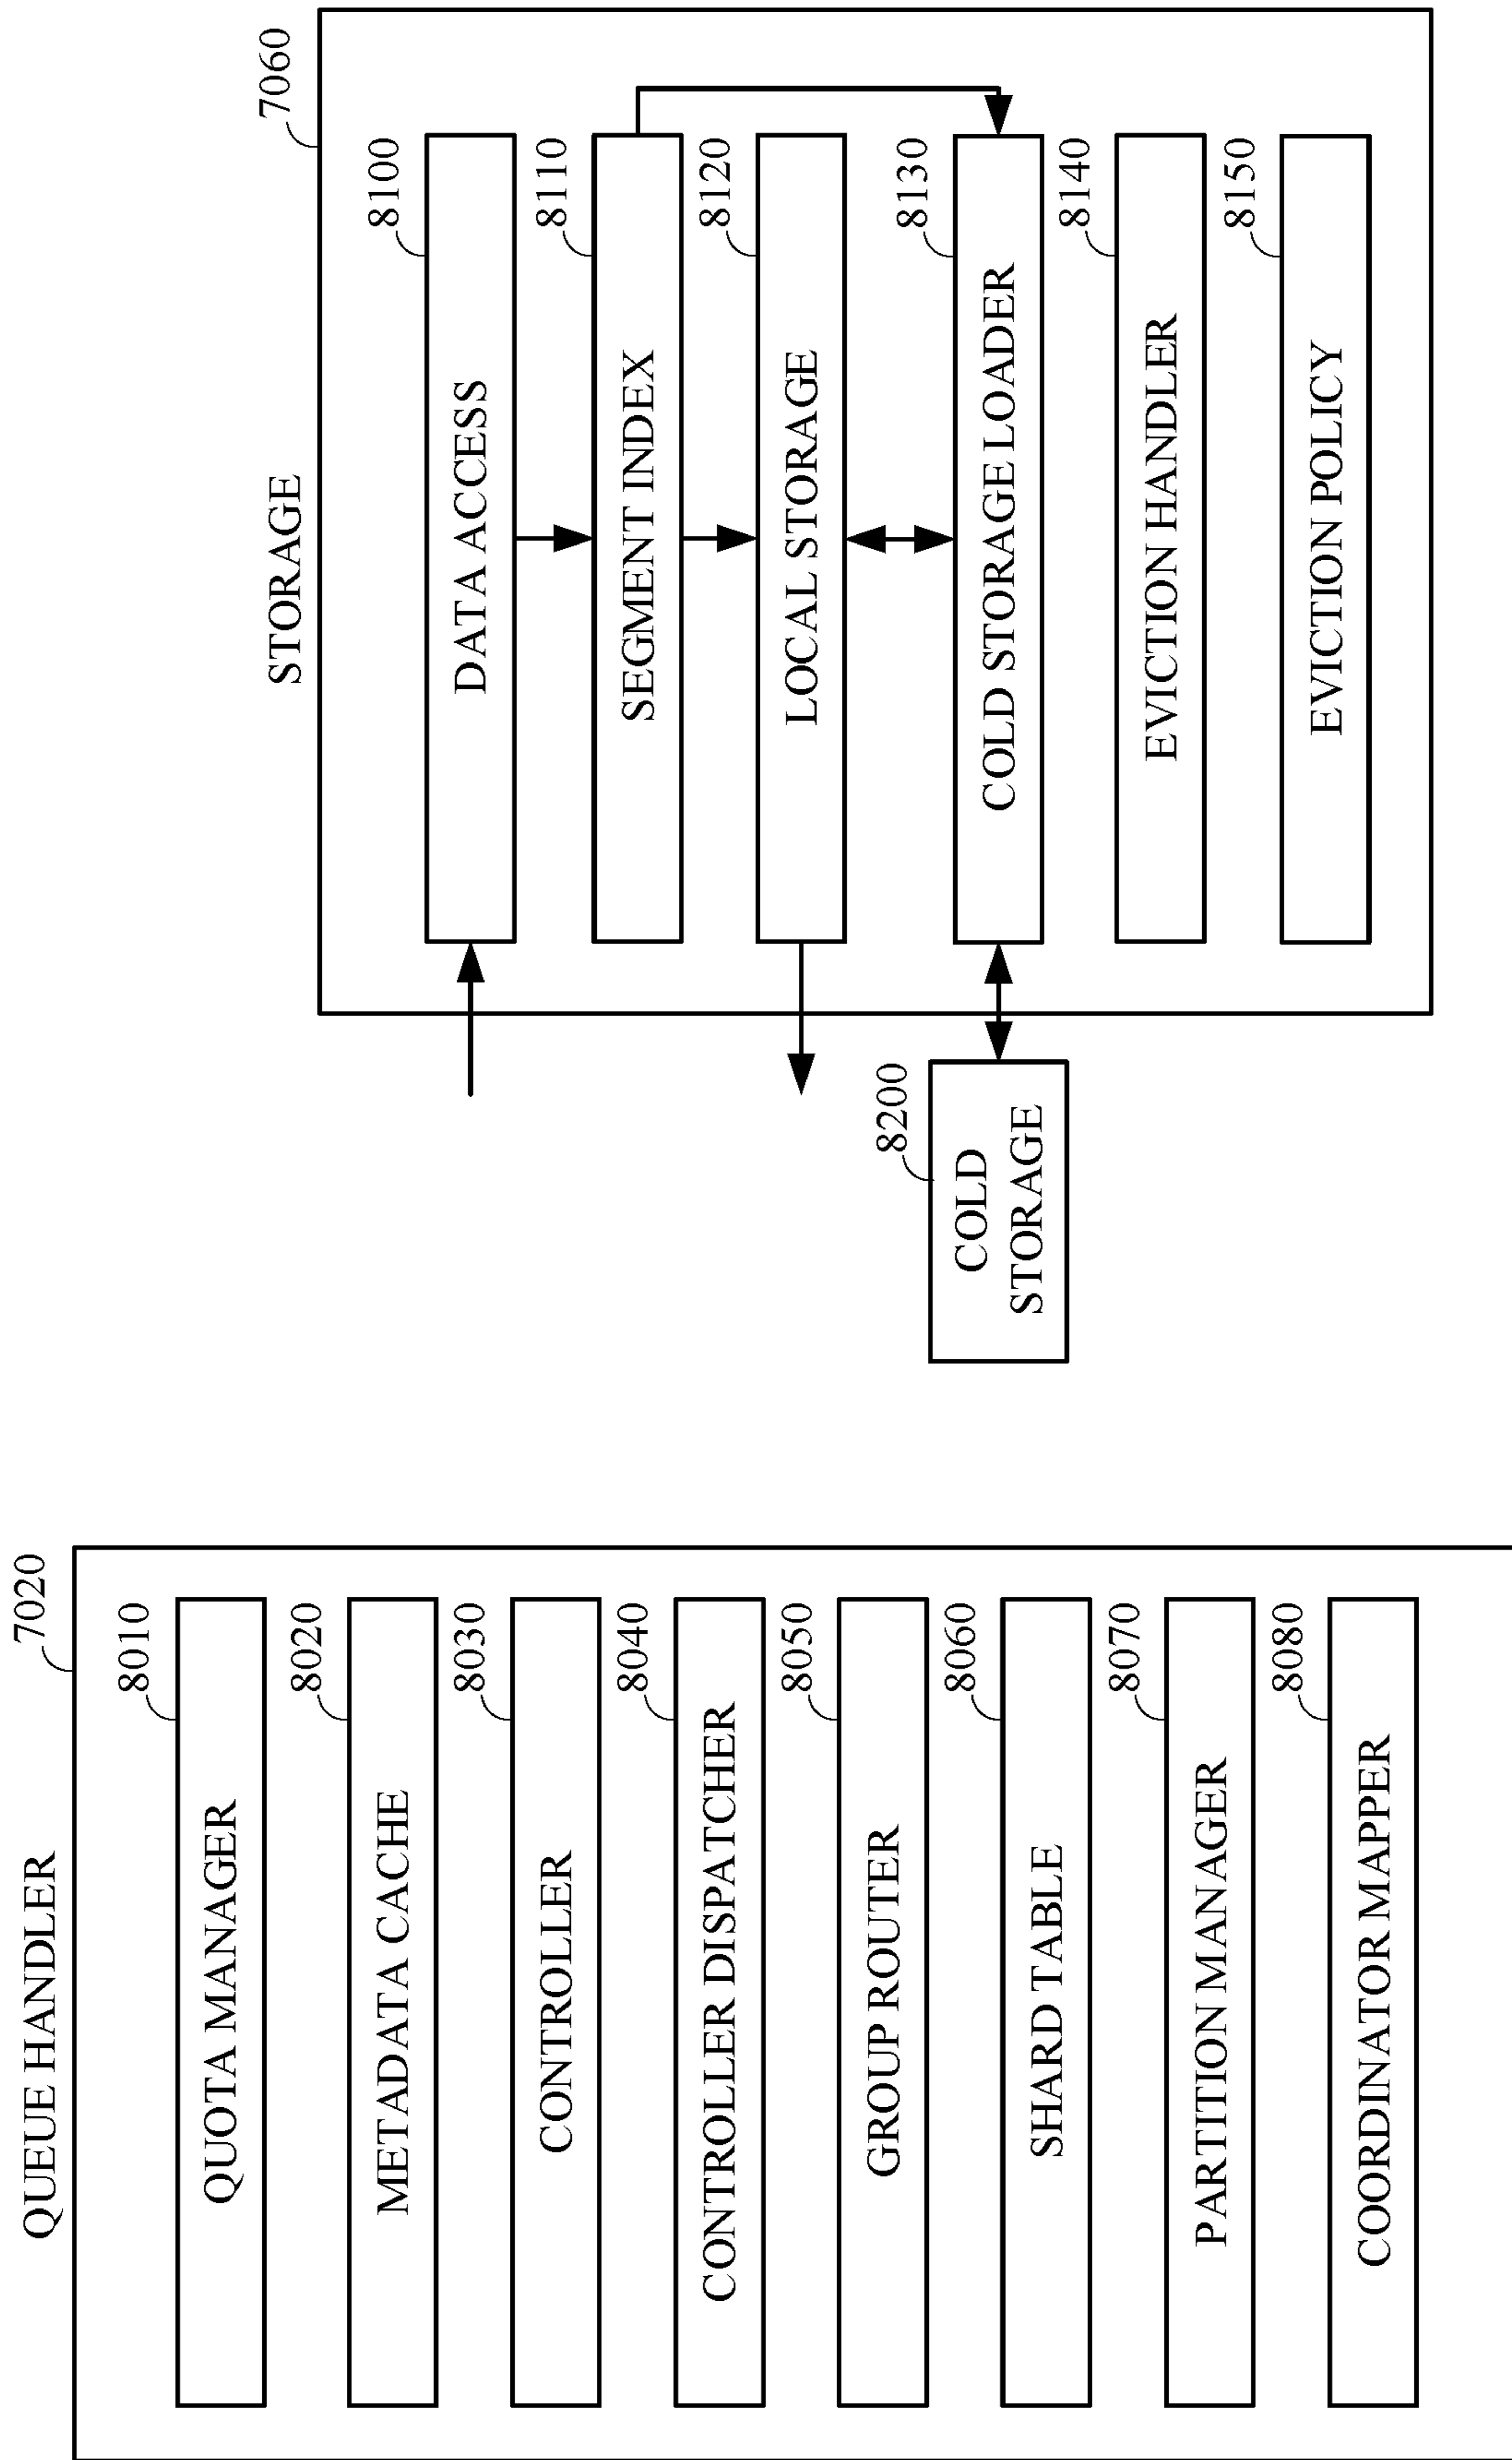 QUEUE HANDLER
7020
8010
QUOTA MANAGER
8020
METADATA CACHE
8030
CONTROLLER
8040
CONTROLLER DISPATCHER
8050
GROUP ROUTER
8060
SHARD TABLE
8070
PARTITION MANAGER
8080
COORDINATOR MAPPER
STORAGE
7060
8100
DATA ACCESS
8110
SEGMENT INDEX
8120
LOCAL STORAGE
8130
COLD STORAGE LOADER
8140
EVICTION HANDLER
8150
EVICTION POLICY
8200
COLD
STORAGE